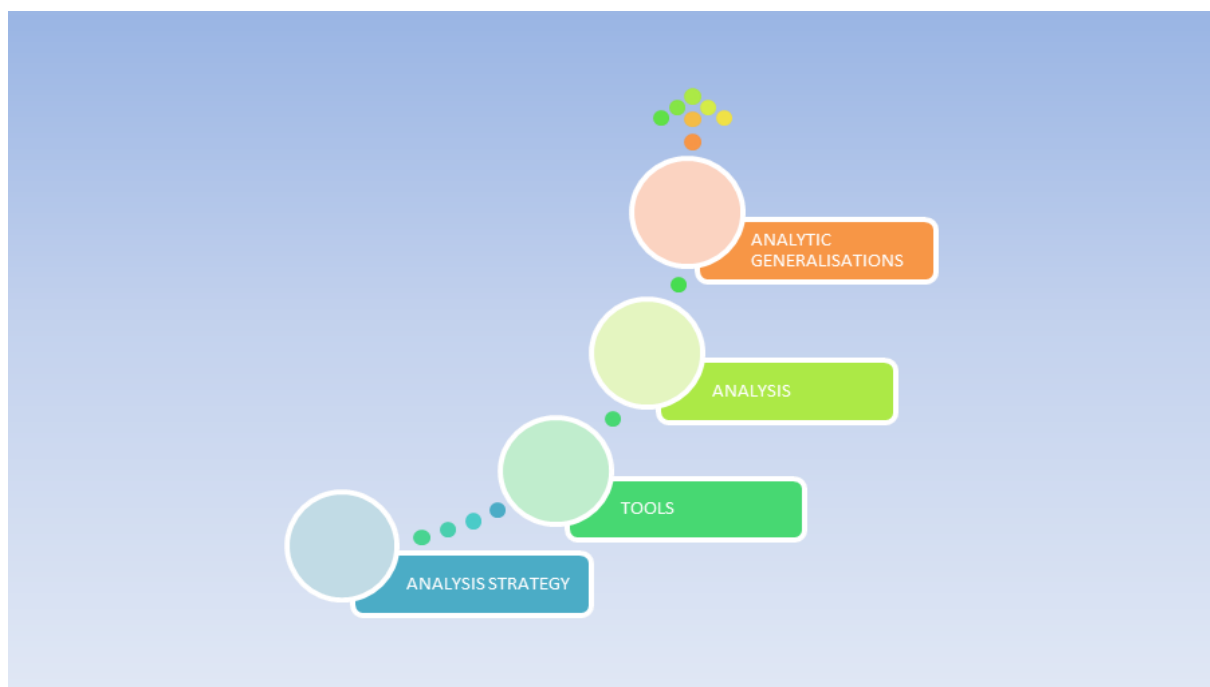 ANALYTIC
GENERALISATIONS
ANALYSIS
TOOLS
ANALYSIS STRATEGY